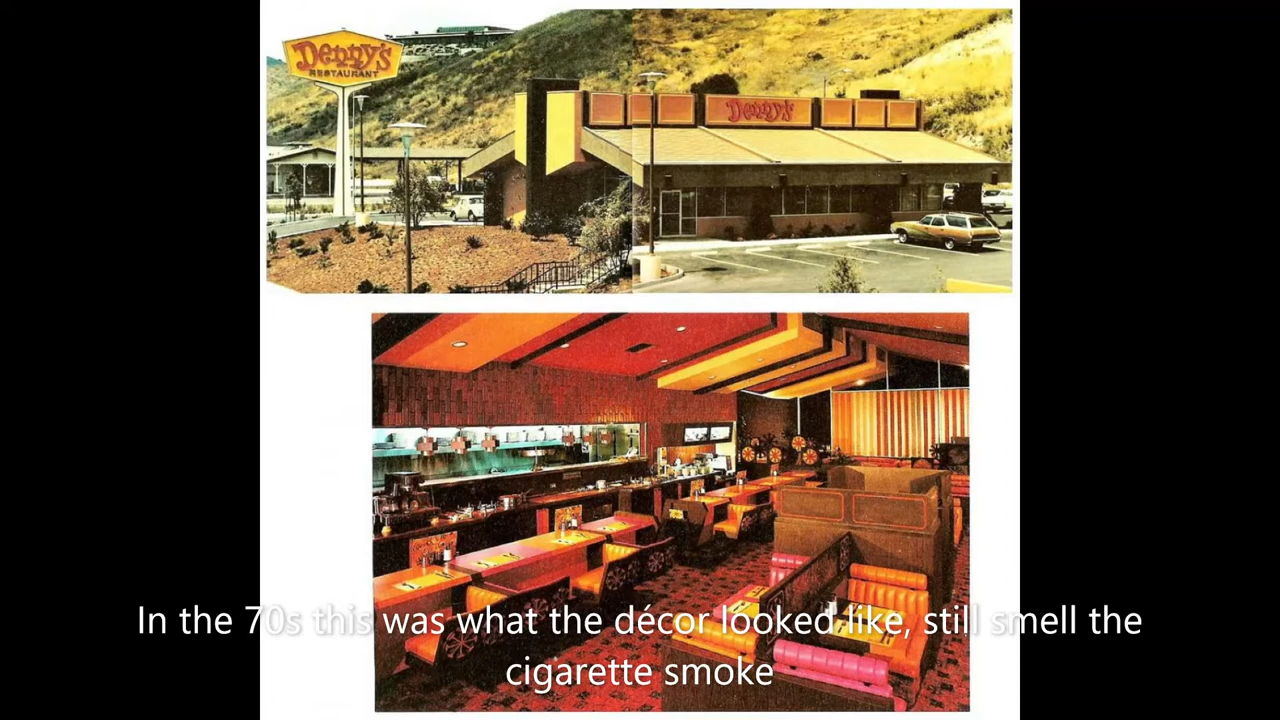 Denny's
RESTAURANT
Denny's
In the 70s this was what the décor looked like, still smell the
cigarette smoke